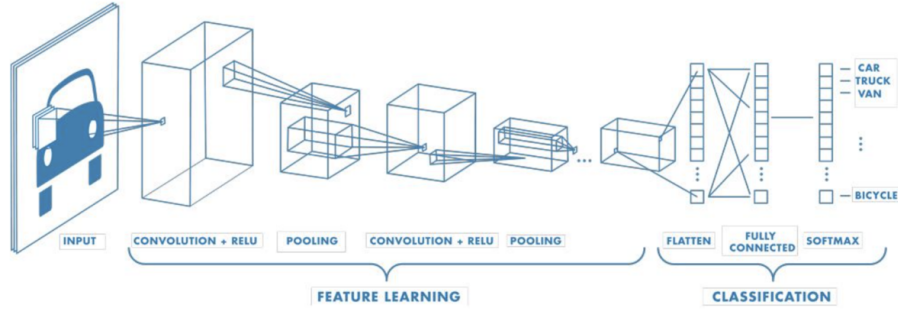 CAR
TRUCK
VAN
BICYCLE
INPUT
CONVOLUTION + RELU
POOLING
CONVOLUTION + RELU
POOLING
FLATTEN
FULLY
CONNECTED
SOFTMAX
FEATURE LEARNING
CLASSIFICATION